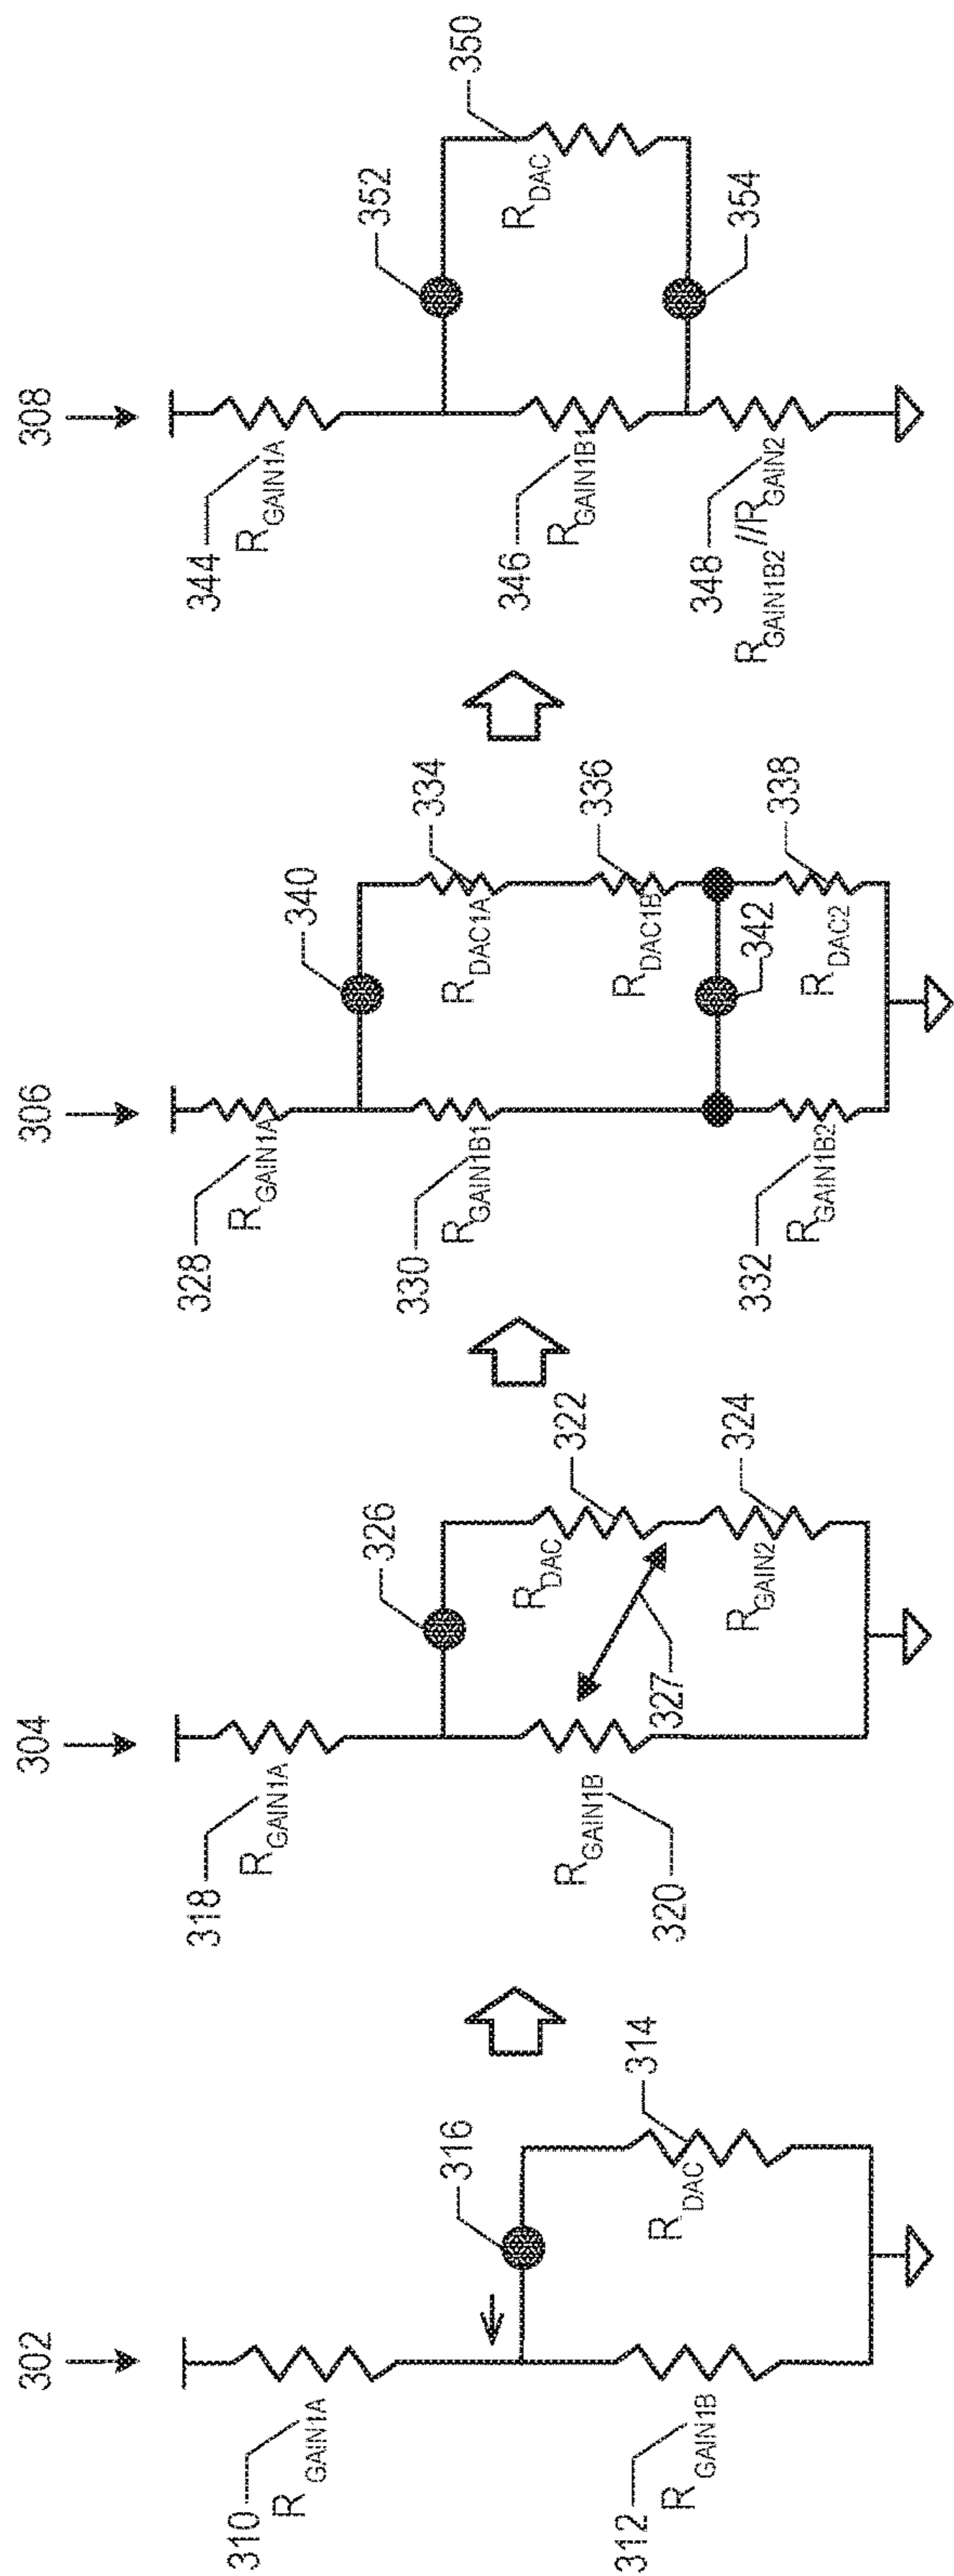 302
310
R GAIN1A
316
314
R DAC
312
R GAIN1B
304
318
R GAIN1A
326
322
R DAC
327
R GAIN1B
320
324
R GAIN2
306
328
R GAIN1A
340
334
R DAC1A
330
R GAIN1B1
336
R DAC1B
342
338
R DAC2
332
R GAIN1B2
308
344
R GAIN1A
352
350
R DAC
346
R GAIN1B1
354
348
R GAIN1B2//R GAIN2